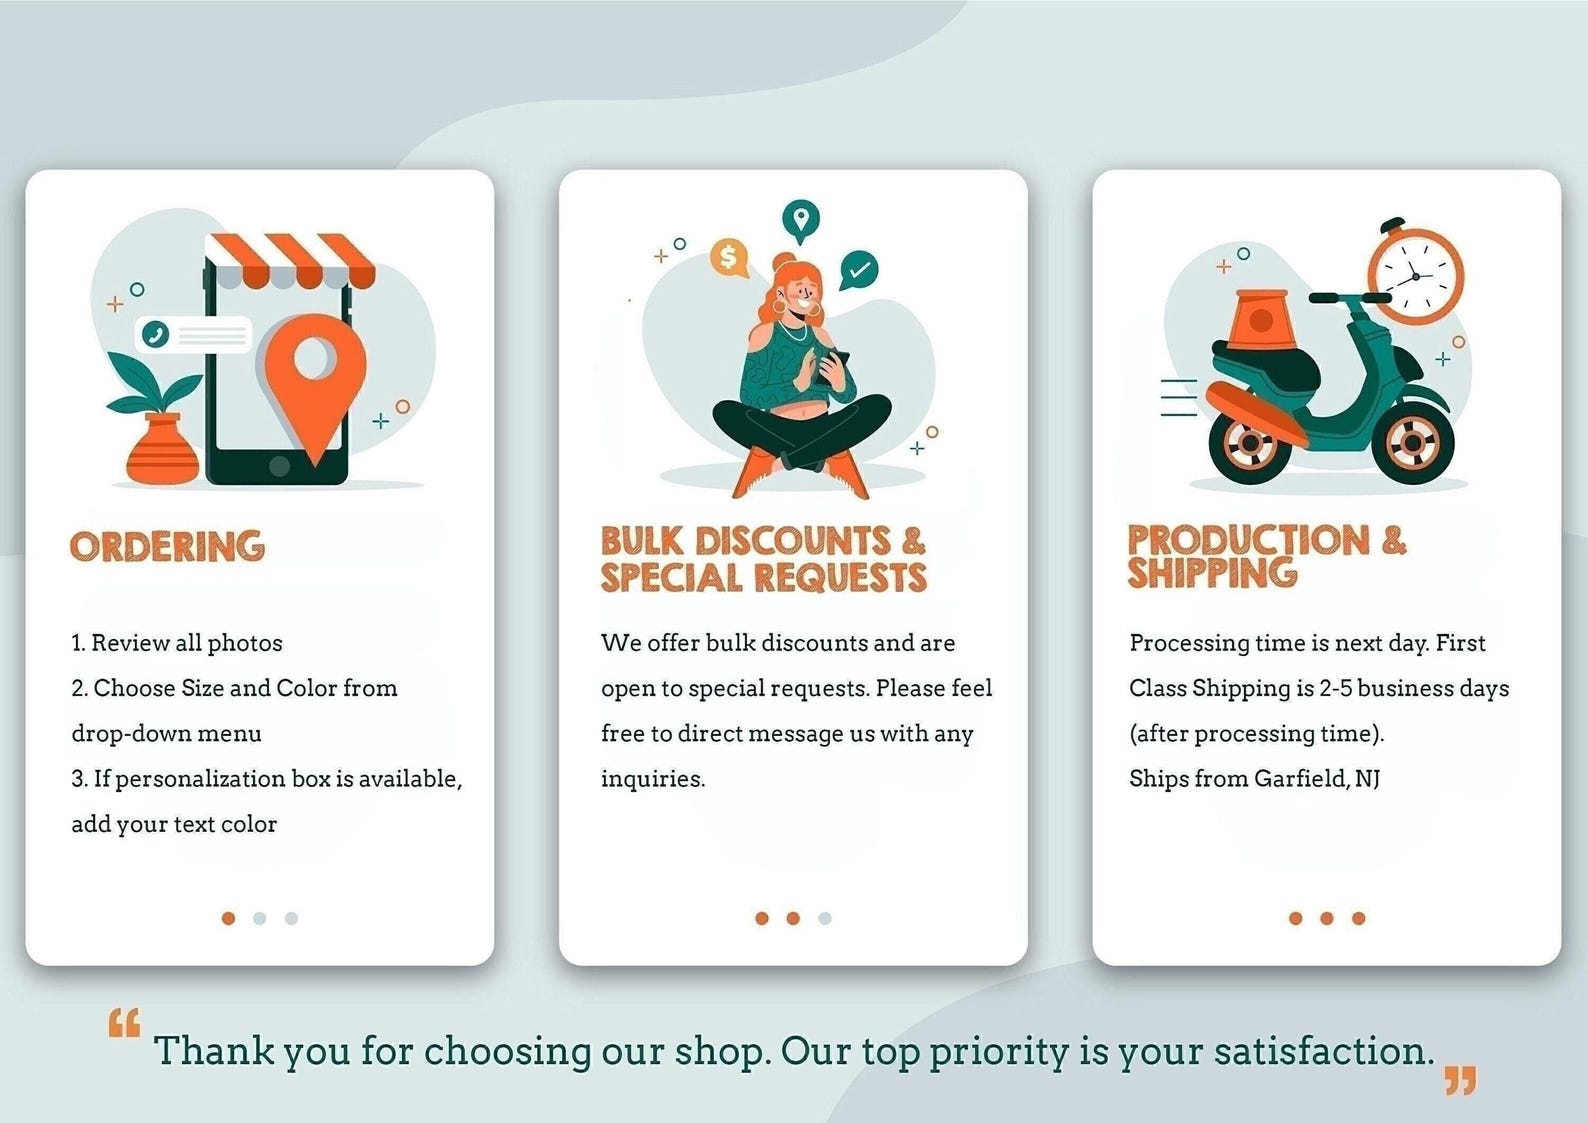 ORDERING
1. Review all photos
2. Choose Size and Color from
drop-down menu
3. If personalization box is available,
add your text color
$
BULK DISCOUNTS &
SPECIAL REQUESTS
We offer bulk discounts and are
open to special requests. Please feel
free to direct message us with any
inquiries.
PRODUCTION &
SHIPPING
Processing time is next day. First
Class Shipping is 2-5 business days
(after processing time).
Ships from Garfield, NJ
“Thank you for choosing our shop. Our top priority is your satisfaction.”